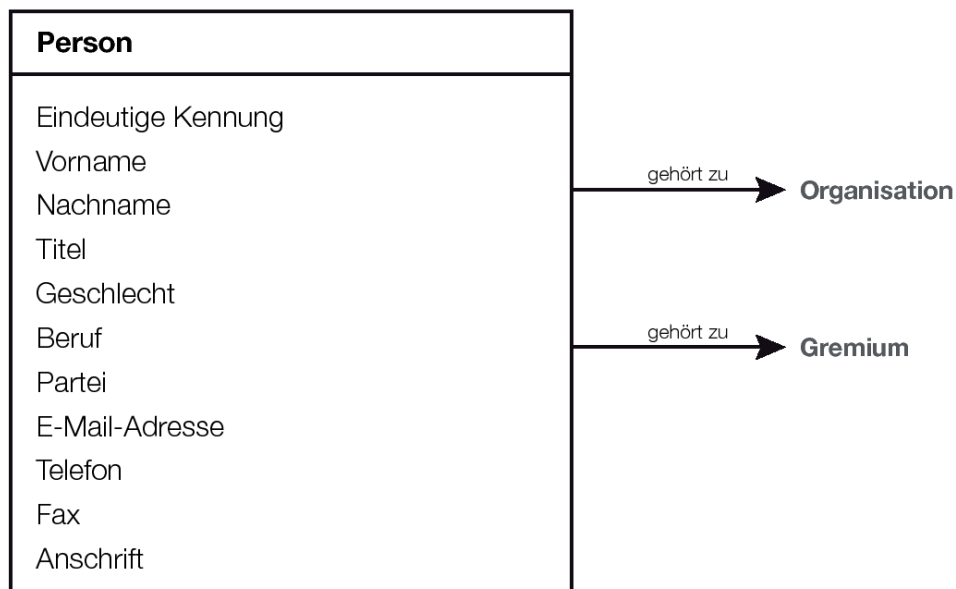 Person
Eindeutige Kennung
Vorname
Nachname
Titel
Geschlecht
Beruf
Partei
E-Mail-Adresse
Telefon
Fax
Anschrift
gehört zu
Organisation
gehört zu
Gremium